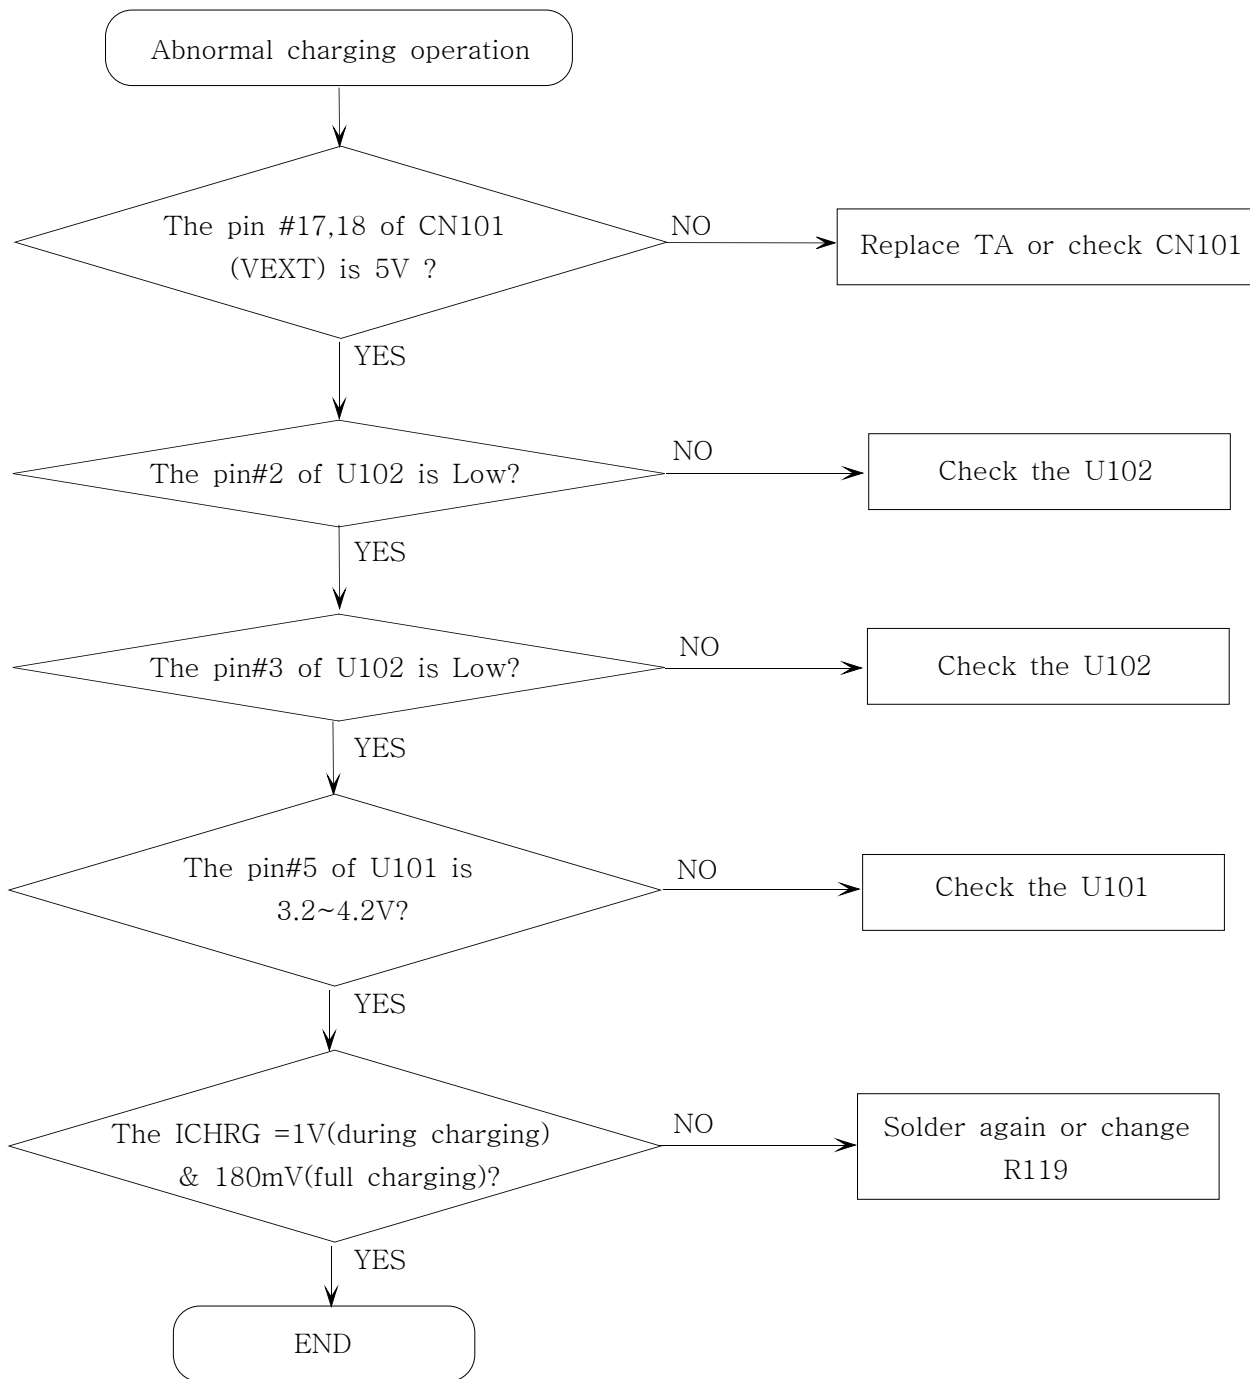 Abnormal charging operation
The pin #17,18 of CN101
(VEXT) is 5V ?
NO
Replace TA or check CN101
YES
The pin#2 of U102 is Low?
NO
Check the U102
YES
The pin#3 of U102 is Low?
NO
Check the U102
YES
The pin#5 of U101 is
3.2~4.2V?
NO
Check the U101
YES
The ICHRG =1V(during charging)
& 180mV(full charging)?
NO
Solder again or change
R119
YES
END